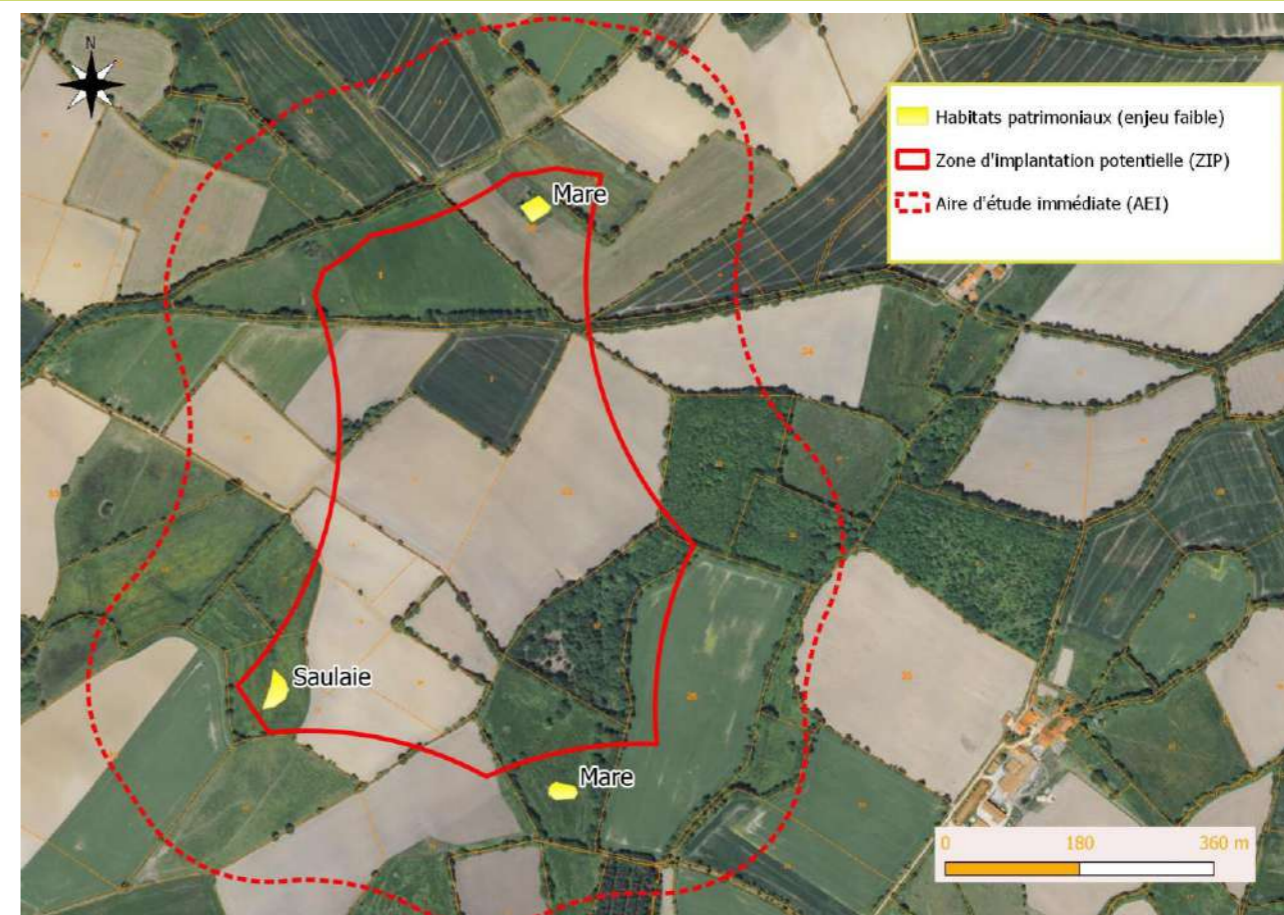 N
Habitats patrimoniaux (enjeu faible)
Zone d'implantation potentielle (ZIP)
Aire d'étude immédiate (AEI)
Mare
Saulaie
Mare
0 180 360 m